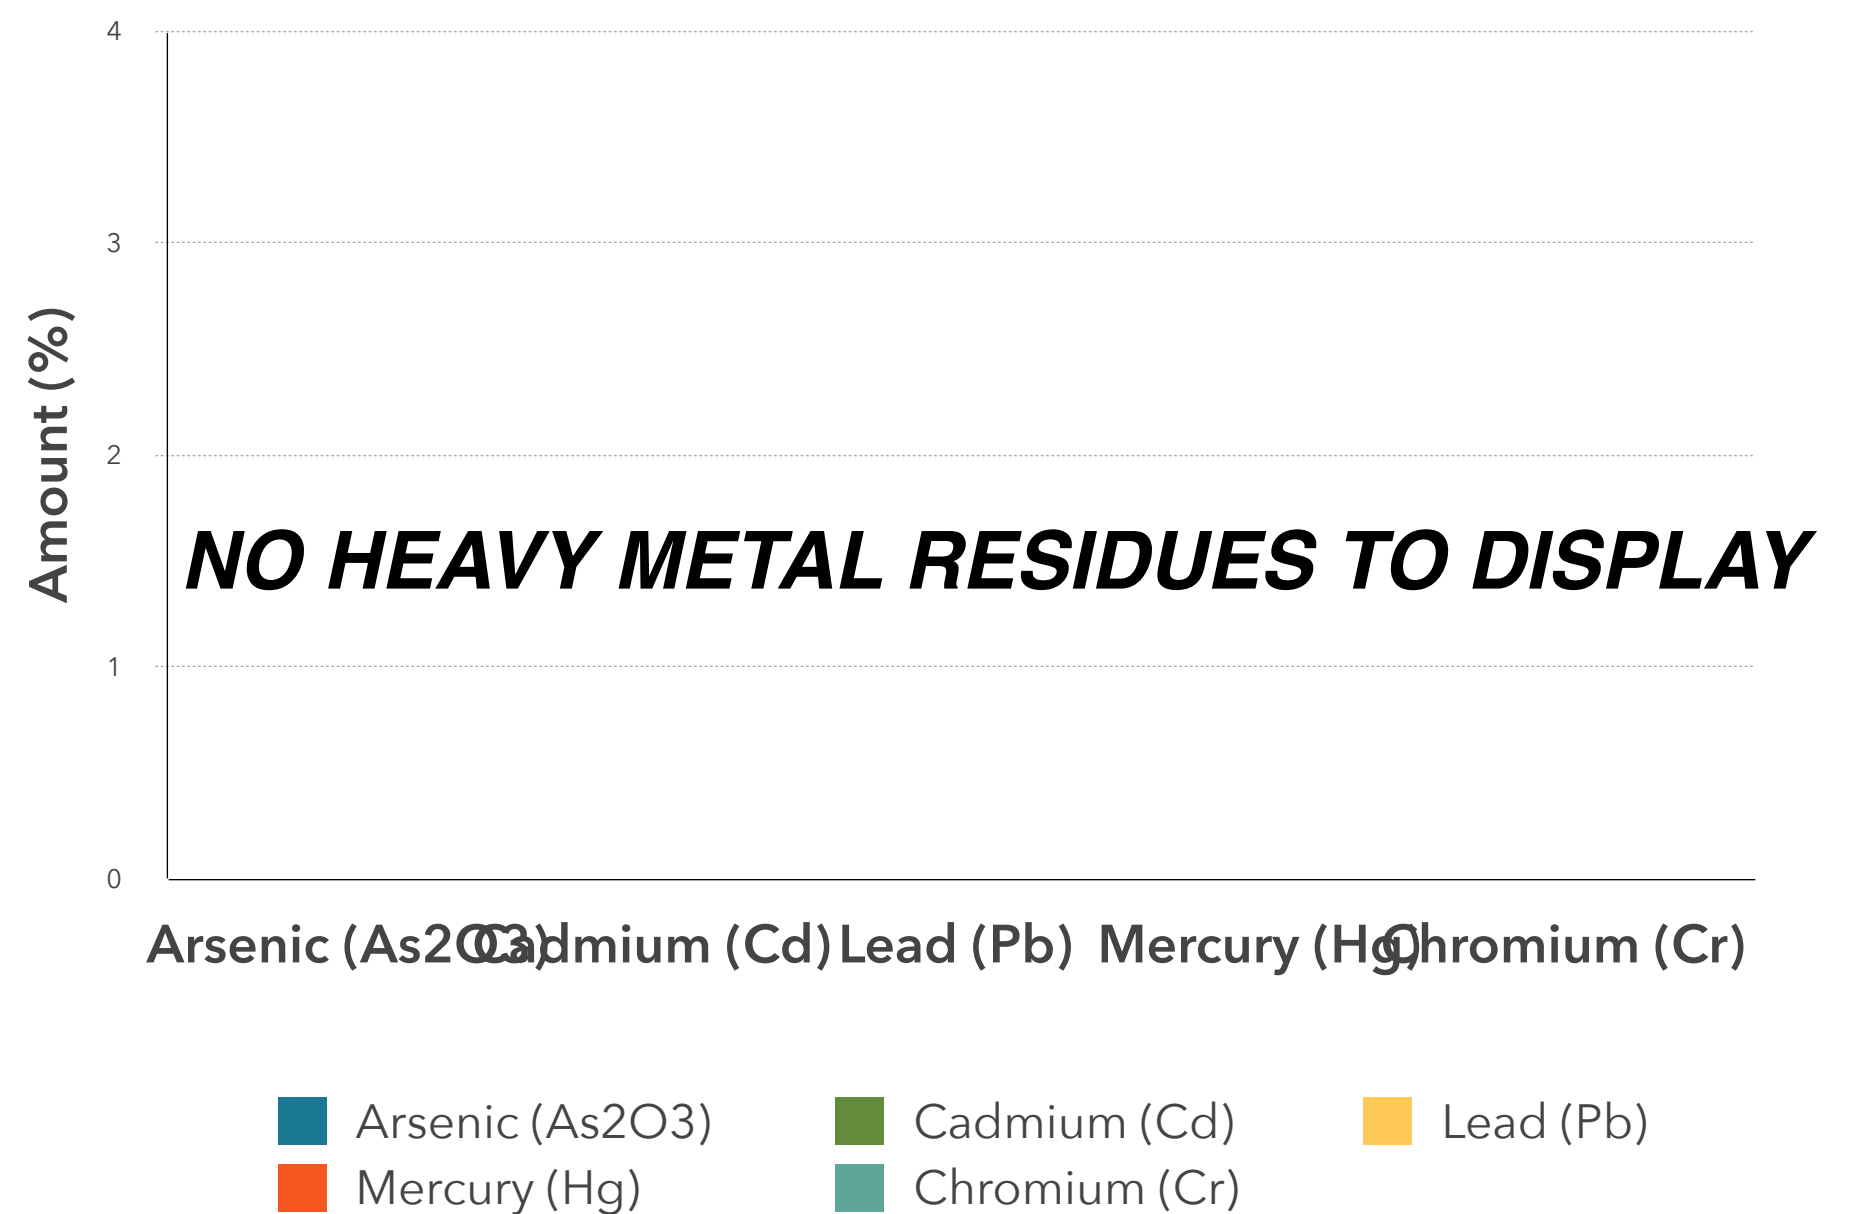 4
3
2
1
0
Amount (%)
NO HEAVY METAL RESIDUES TO DISPLAY
Arsenic (As2O3) Cadmium (Cd) Lead (Pb) Mercury (Hg) Chromium (Cr)
Arsenic (As2O3) Cadmium (Cd) Lead (Pb)
Mercury (Hg) Chromium (Cr)